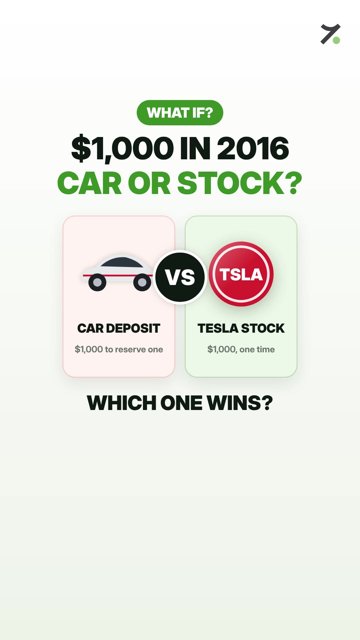 WHAT IF?
$1,000 IN 2016
CAR OR STOCK?
VS
TSLA
CAR DEPOSIT
$1,000 to reserve one
TESLA STOCK
$1,000, one time
WHICH ONE WINS?